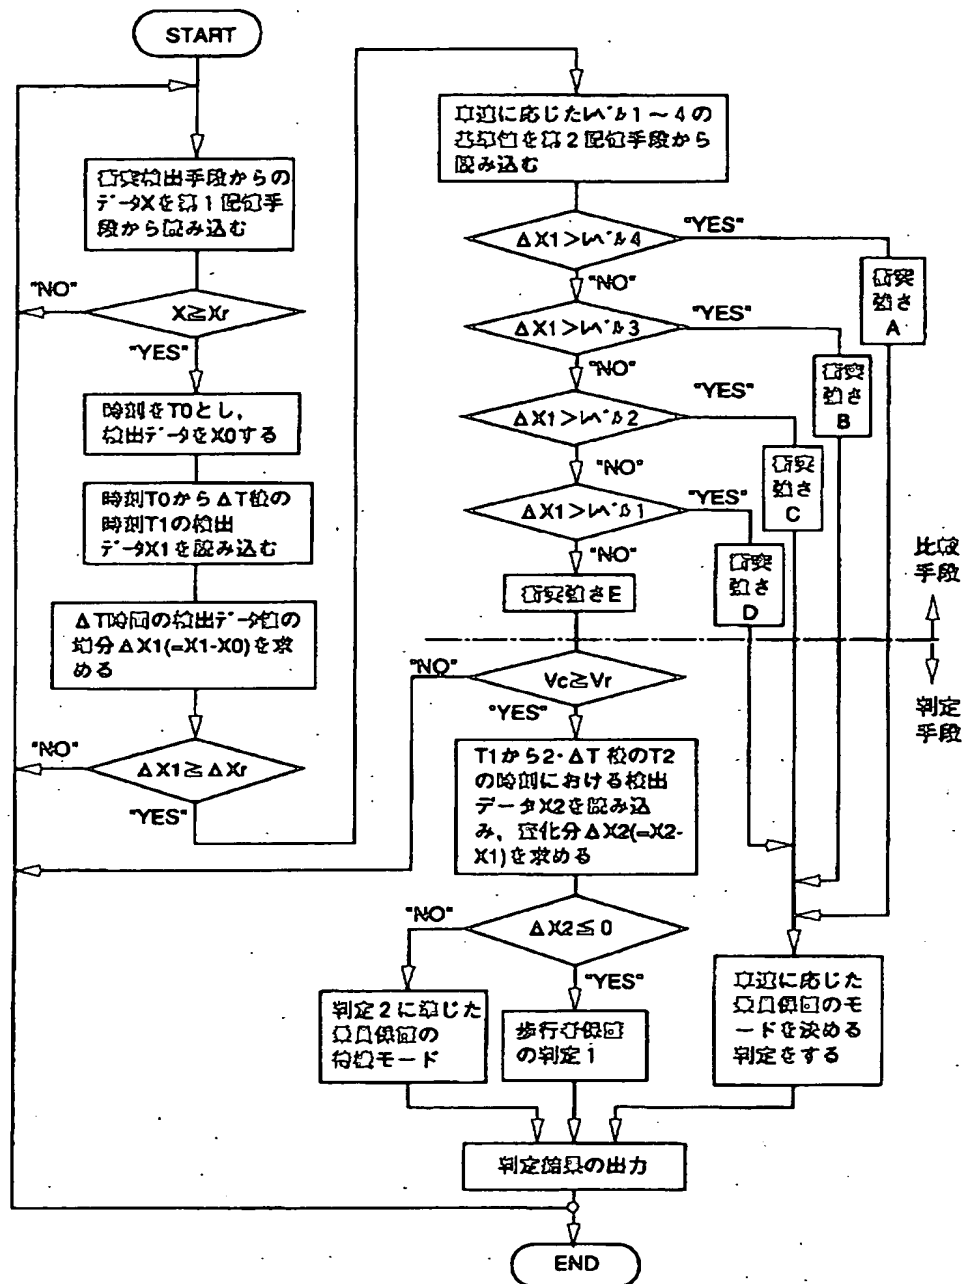 START
衝突検出手段からの
データXを第1記憶手
段から読み込む
"NO"
X≧Xr
"YES"
時刻をT0とし，
検出データをX0する
時刻T0からΔT後の
時刻T1の検出
データX1を読み込む
ΔT時間の検出データ値の
増分ΔX1(=X1-X0)を求
める
"NO"
ΔX1≧ΔXr
"YES"
車速に応じたレベル1～4の
基準値を第2記憶手段から
読み込む
ΔX1>レベル4
"YES"
"NO"
衝突
強さ
A
ΔX1>レベル3
"YES"
"NO"
衝突
強さ
B
ΔX1>レベル2
"YES"
"NO"
衝突
強さ
C
ΔX1>レベル1
"YES"
"NO"
衝突
強さ
D
衝突強さE
比較
手段
判定
手段
"NO"
Vc≧Vr
"YES"
T1から2・ΔT後のT2
の時刻における検出
データX2を読み込
み，変化分ΔX2(=X2-
X1)を求める
"NO"
ΔX2≦0
"YES"
判定2に準じた
乗員保護の
待機モード
歩行者保護
の判定1
車速に応じた
乗員保護のモ
ードを決める
判定をする
判定結果の出力
END